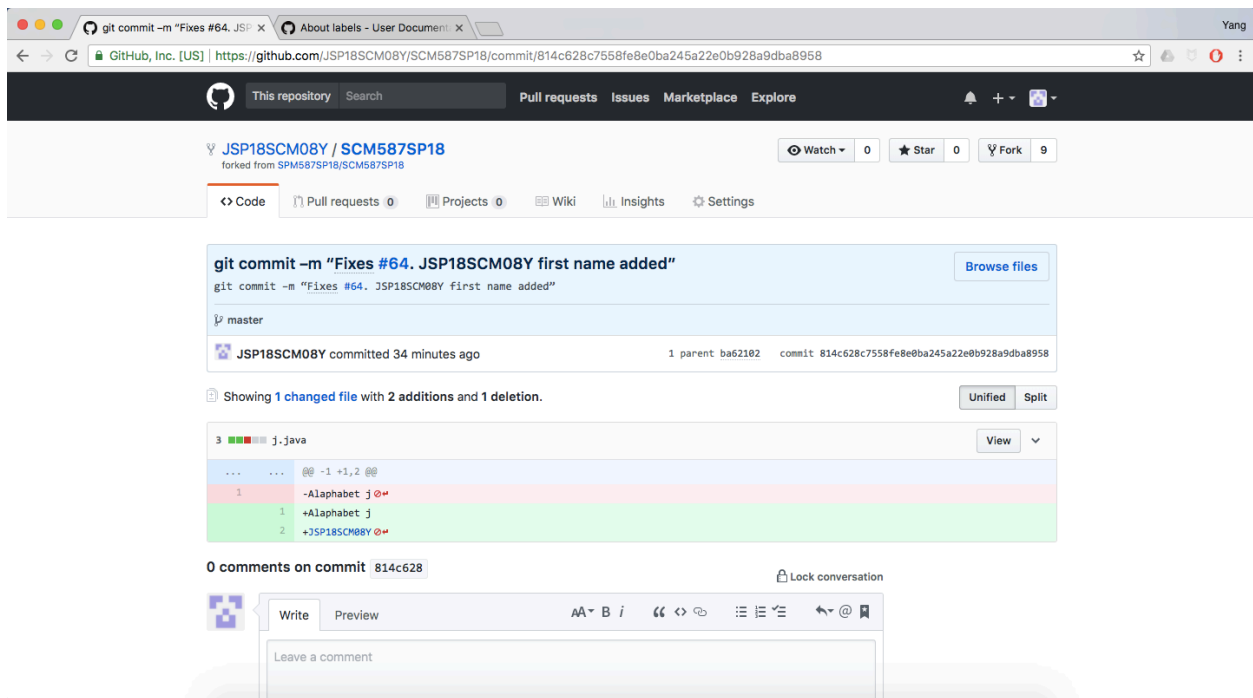 git commit –m “Fixes #64. JSP × About labels - User Document: ×
Yang
GitHub, Inc. [US] | https://github.com/JSP18SCM08Y/SCM587SP18/commit/814c628c7558fe8e0ba245a22e0b928a9dba8958
This repository Search Pull requests Issues Marketplace Explore
JSP18SCM08Y / SCM587SP18
forked from SPM587SP18/SCM587SP18
Watch 0 Star 0 Fork 9
Code Pull requests 0 Projects 0 Wiki Insights Settings
git commit –m “Fixes #64. JSP18SCM08Y first name added”
Browse files
git commit –m “Fixes #64. JSP18SCM08Y first name added”
master
JSP18SCM08Y committed 34 minutes ago 1 parent ba62102 commit 814c628c7558fe8e0ba245a22e0b928a9dba8958
Showing 1 changed file with 2 additions and 1 deletion.
Unified Split
3 j.java View
... ... @@ -1 +1,2 @@
1 -Alaphabet j
1 +Alaphabet j
2 +JSP18SCM08Y
0 comments on commit 814c628
Lock conversation
Write Preview AA B i “ <> @
Leave a comment